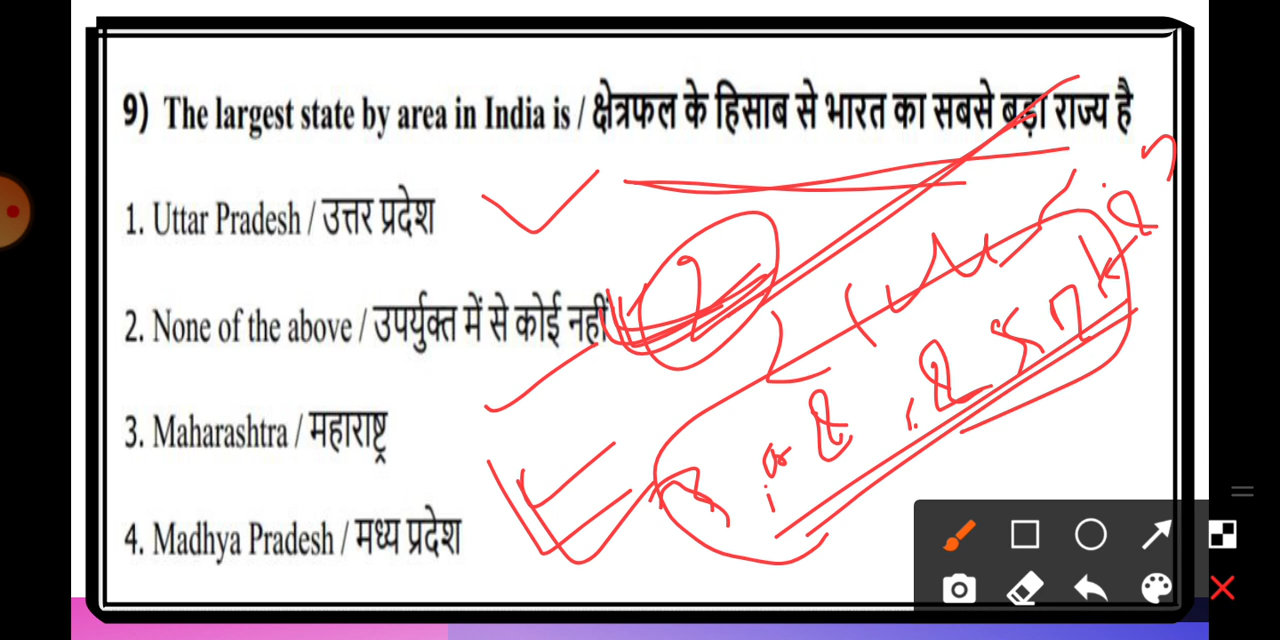 9) The largest state by area in India is / क्षेत्रफल के हिसाब से भारत का सबसे बड़ा राज्य है
1. Uttar Pradesh / उत्तर प्रदेश
2. None of the above / उपर्युक्त में से कोई नहीं
3. Maharashtra / महाराष्ट्र
4. Madhya Pradesh / मध्य प्रदेश